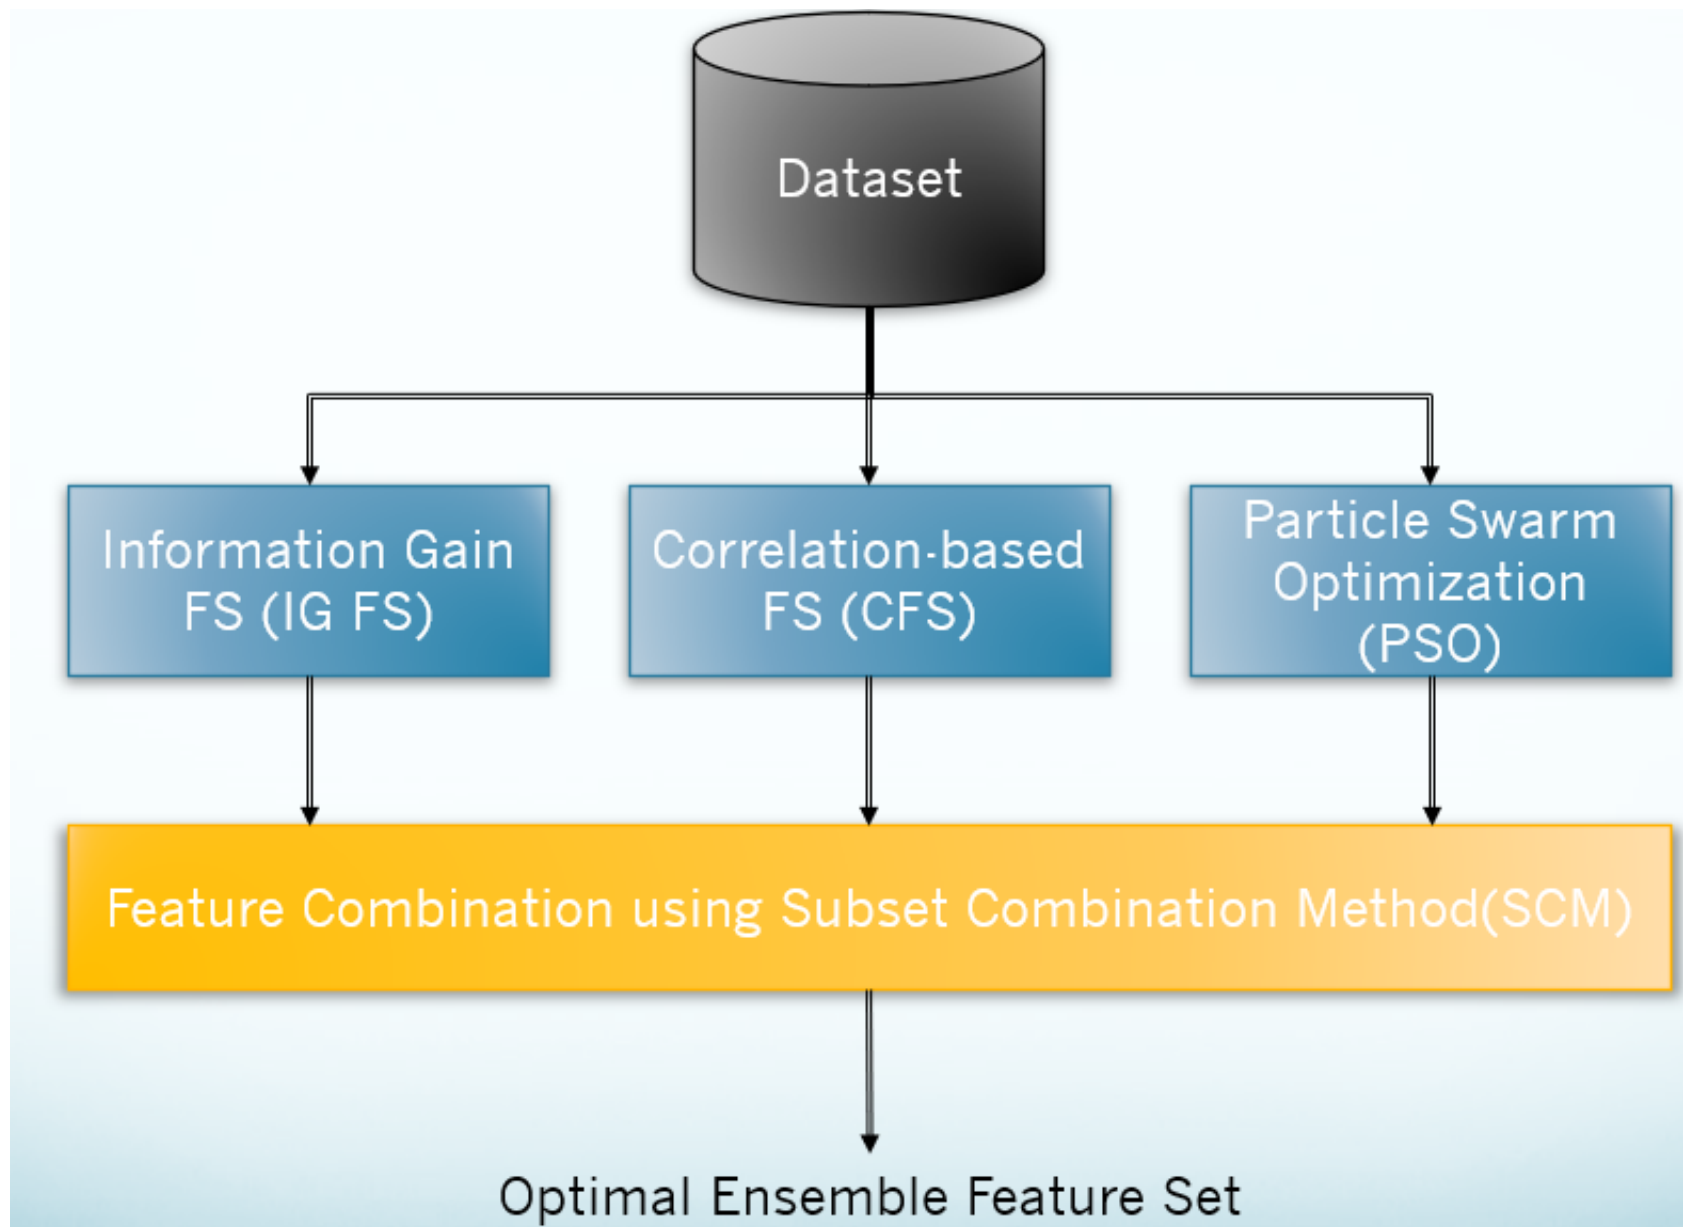 Dataset
Information Gain
FS (IG FS)
Correlation-based
FS (CFS)
Particle Swarm
Optimization
(PSO)
Feature Combination using Subset Combination Method(SCM)
Optimal Ensemble Feature Set